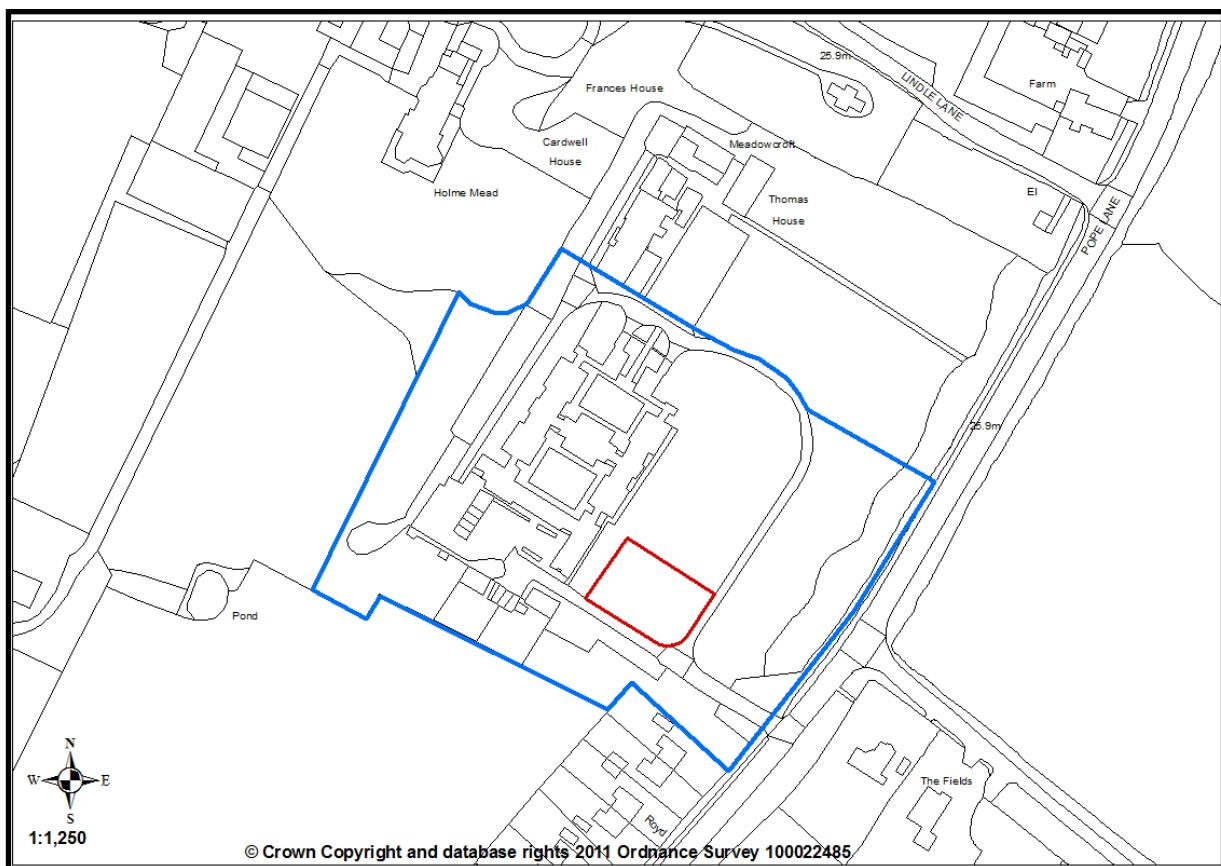 25.9m
LINDLE LANE
Farm
Frances House
Cardwell
House
Meadowcroft
Holme Mead
Thomas
House
El
POPE LANE
25.9m
Pond
The Fields
Royd
N
W E
S
1:1,250
© Crown Copyright and database rights 2011 Ordnance Survey 100022485